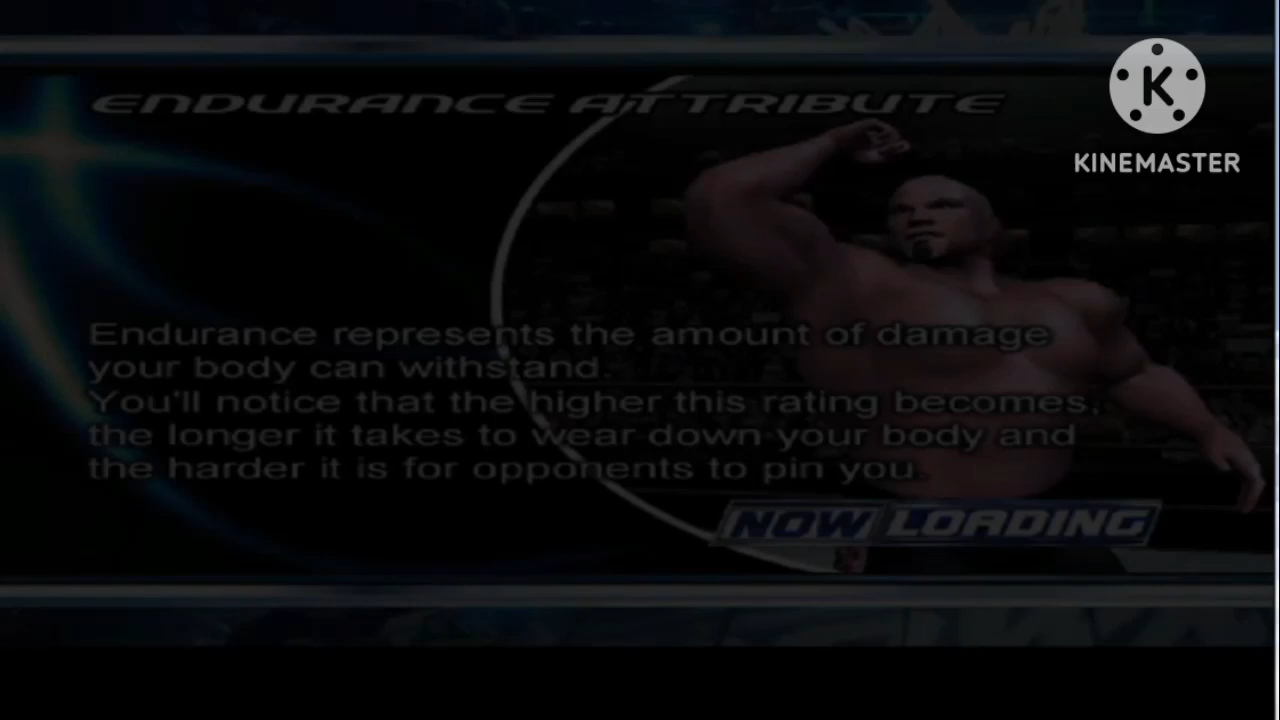 ENDURANCE ATTRIBUTE
K
KINEMASTER
Endurance represents the amount of damage
your body can withstand.
You'll notice that the higher this rating becomes,
the longer it takes to wear down your body and
the harder it is for opponents to pin you.
NOW LOADING